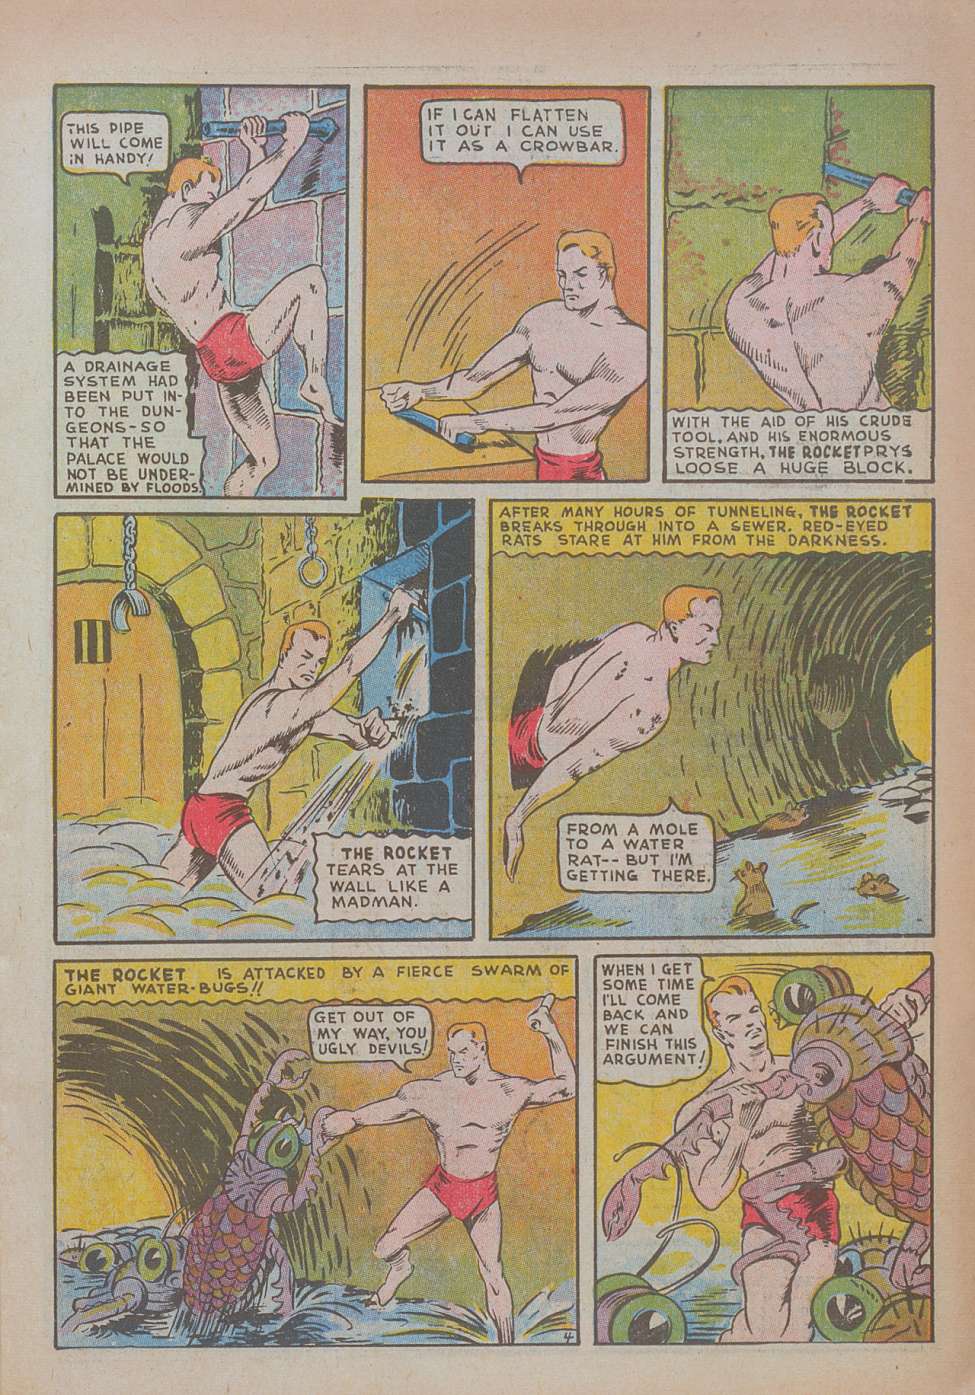 THIS PIPE
WILL COME
IN HANDY!
A DRAINAGE
SYSTEM HAD
BEEN PUT IN-
TO THE DUN-
GEONS-SO
THAT THE
PALACE WOULD
NOT BE UNDER-
MINED BY FLOODS.
IF I CAN FLATTEN
IT OUT I CAN USE
IT AS A CROWBAR.
WITH THE AID OF HIS CRUDE
TOOL, AND HIS ENORMOUS
STRENGTH, THE ROCKET PRYS
LOOSE A HUGE BLOCK.
THE ROCKET
TEARS AT THE
WALL LIKE A
MADMAN.
AFTER MANY HOURS OF TUNNELING, THE ROCKET
BREAKS THROUGH INTO A SEWER. RED-EYED
RATS STARE AT HIM FROM THE DARKNESS.
FROM A MOLE
TO A WATER
RAT-- BUT I'M
GETTING THERE.
THE ROCKET IS ATTACKED BY A FIERCE SWARM OF
GIANT WATER-BUGS!!
GET OUT OF
MY WAY, YOU
UGLY DEVILS!
4
WHEN I GET
SOME TIME
I'LL COME
BACK AND
WE CAN
FINISH THIS
ARGUMENT!